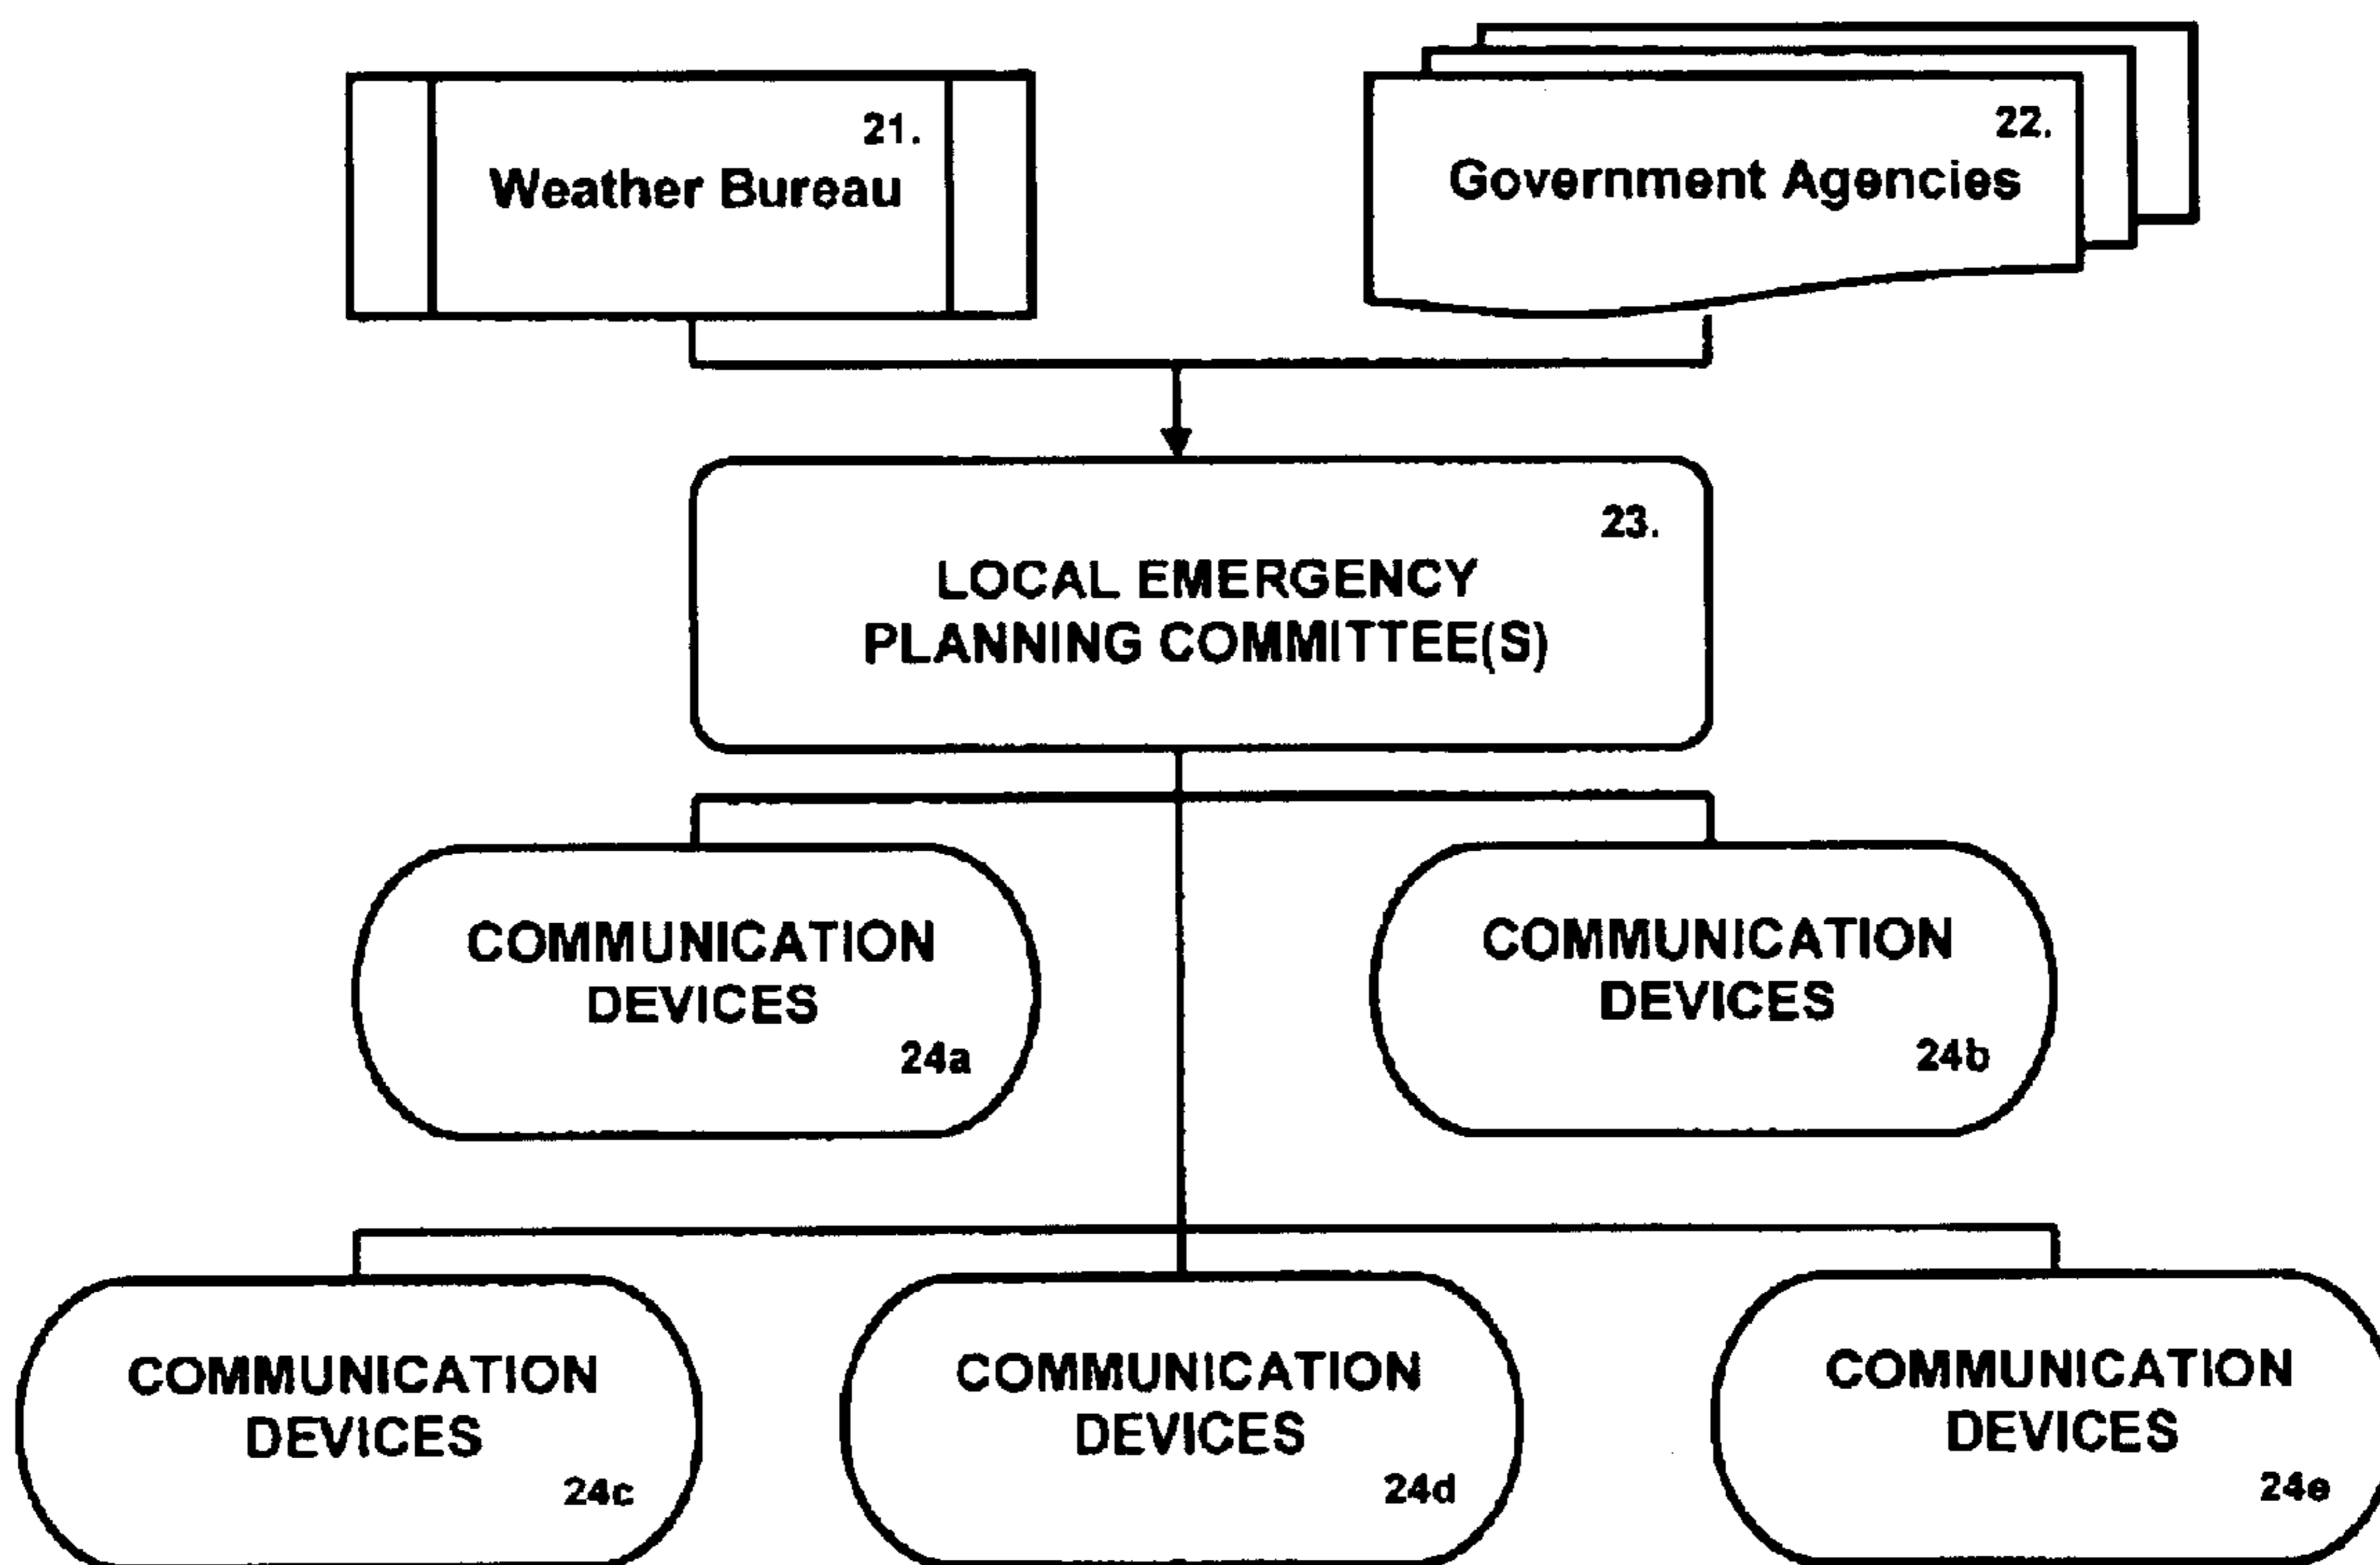 21.
Weather Bureau
22.
Government Agencies
23.
LOCAL EMERGENCY
PLANNING COMMITTEE(S)
COMMUNICATION
DEVICES
24a
COMMUNICATION
DEVICES
24b
COMMUNICATION
DEVICES
24c
COMMUNICATION
DEVICES
24d
COMMUNICATION
DEVICES
24e